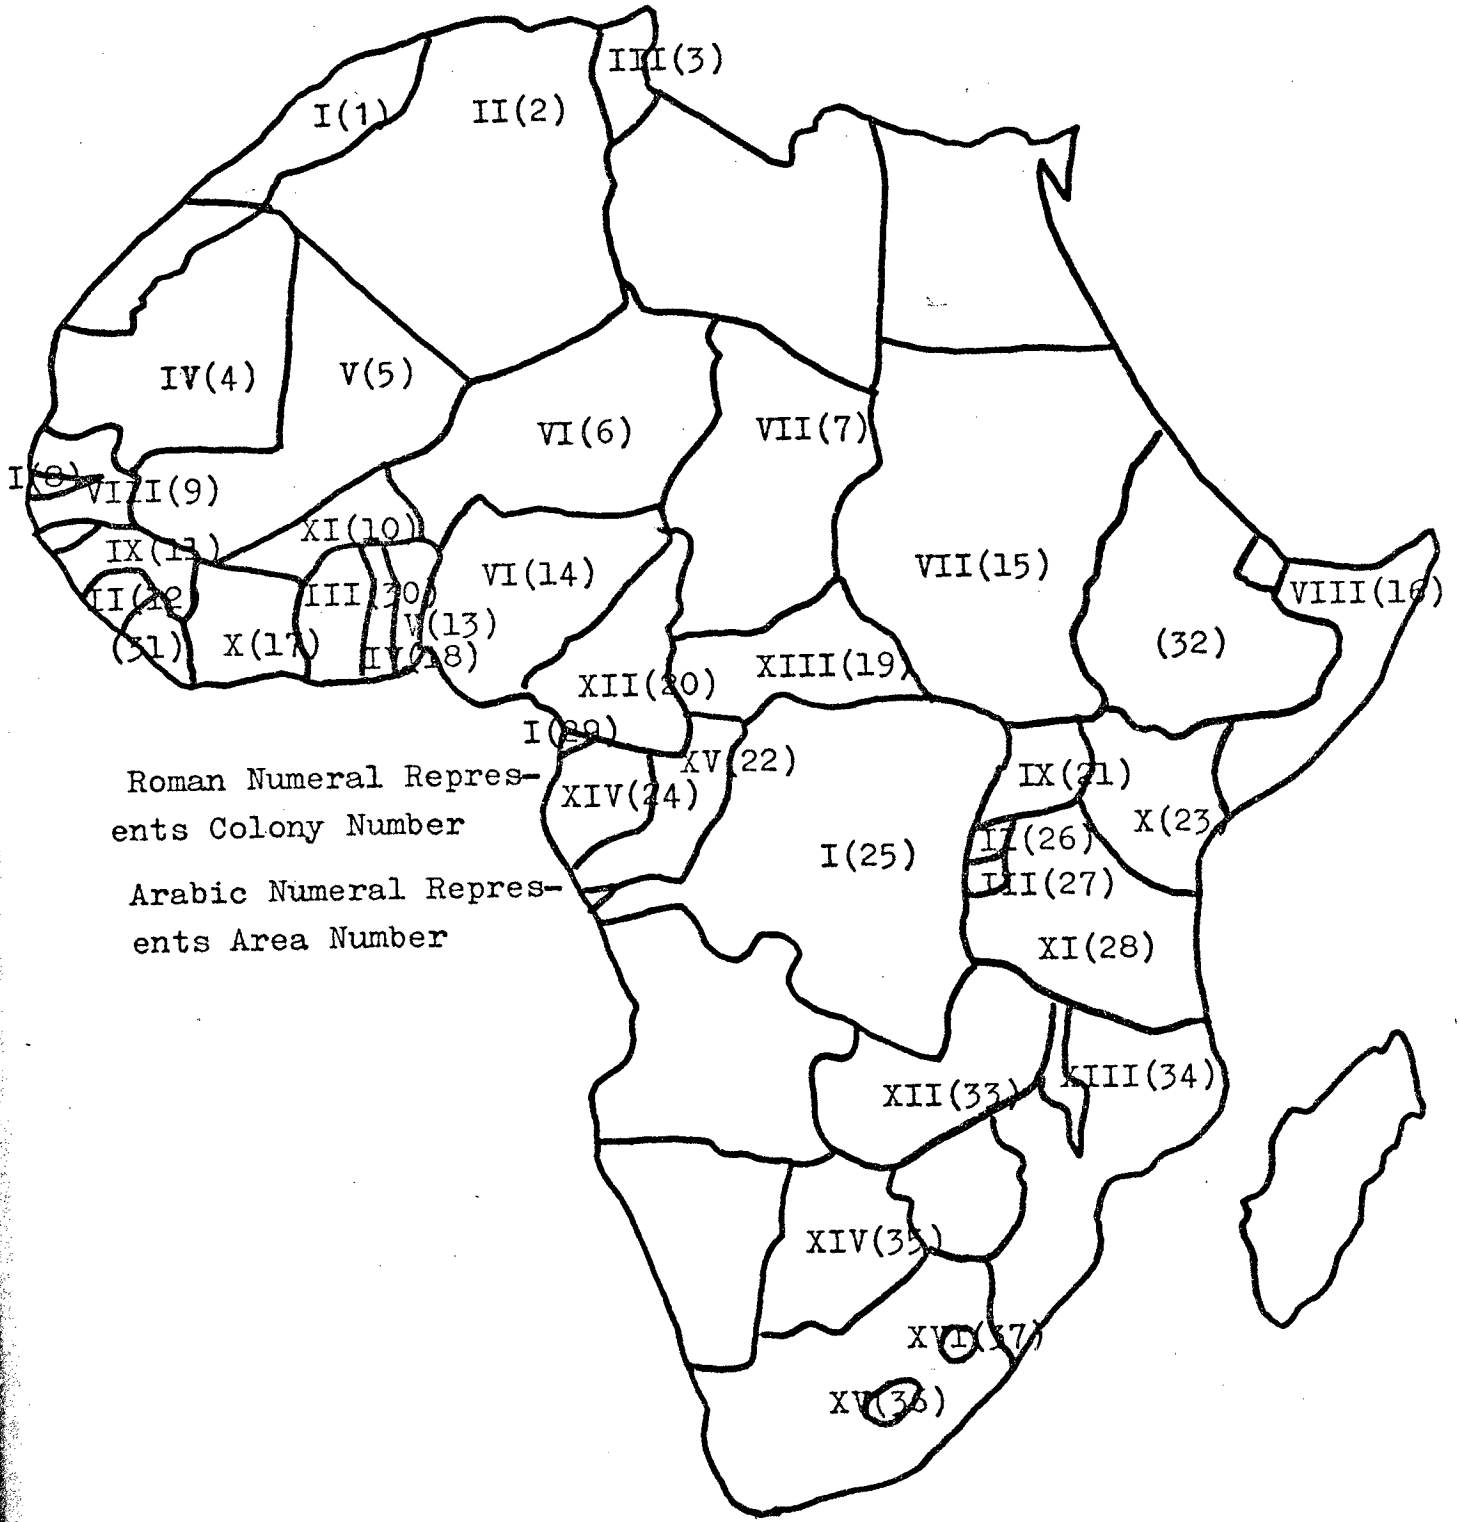 III(3)
I(1)
II(2)
IV(4)
V(5)
VI(6)
VII(7)
I(8)
VIII(9)
XI(10)
IX(11)
VI(14)
VII(15)
VIII(16)
II(12
III(30)
V(13)
(31)
X(17)
IV(18)
(32)
XIII(19)
XII(20)
I(29)
XV(22)
IX(21)
Roman Numeral Repres-
ents Colony Number
XIV(24)
X(23
I(25)
II(26)
III(27)
Arabic Numeral Repres-
ents Area Number
XI(28)
XII(33)
XIII(34)
XIV(35)
XVI(37)
XV(36)